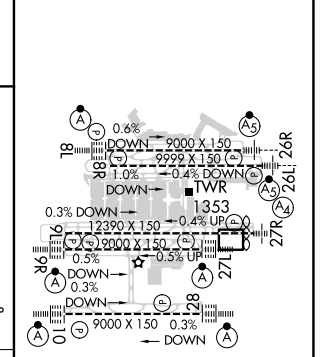 A
P
0.6%
A5
DOWN
9000 X 150
8L
26R
8R
P
9999 X 150
P
26L
1.0%
0.4% DOWN
A5
DOWN
TWR
1353
A4
0.3% DOWN
0.4% UP
P
12390 X 150
27R
9L
P
P
9000 X 150
P
9R
0.5%
0.5% UP
27L
A
DOWN
A
0.3%
DOWN
P
28
10
P
9000 X 150
0.3%
A
A
DOWN